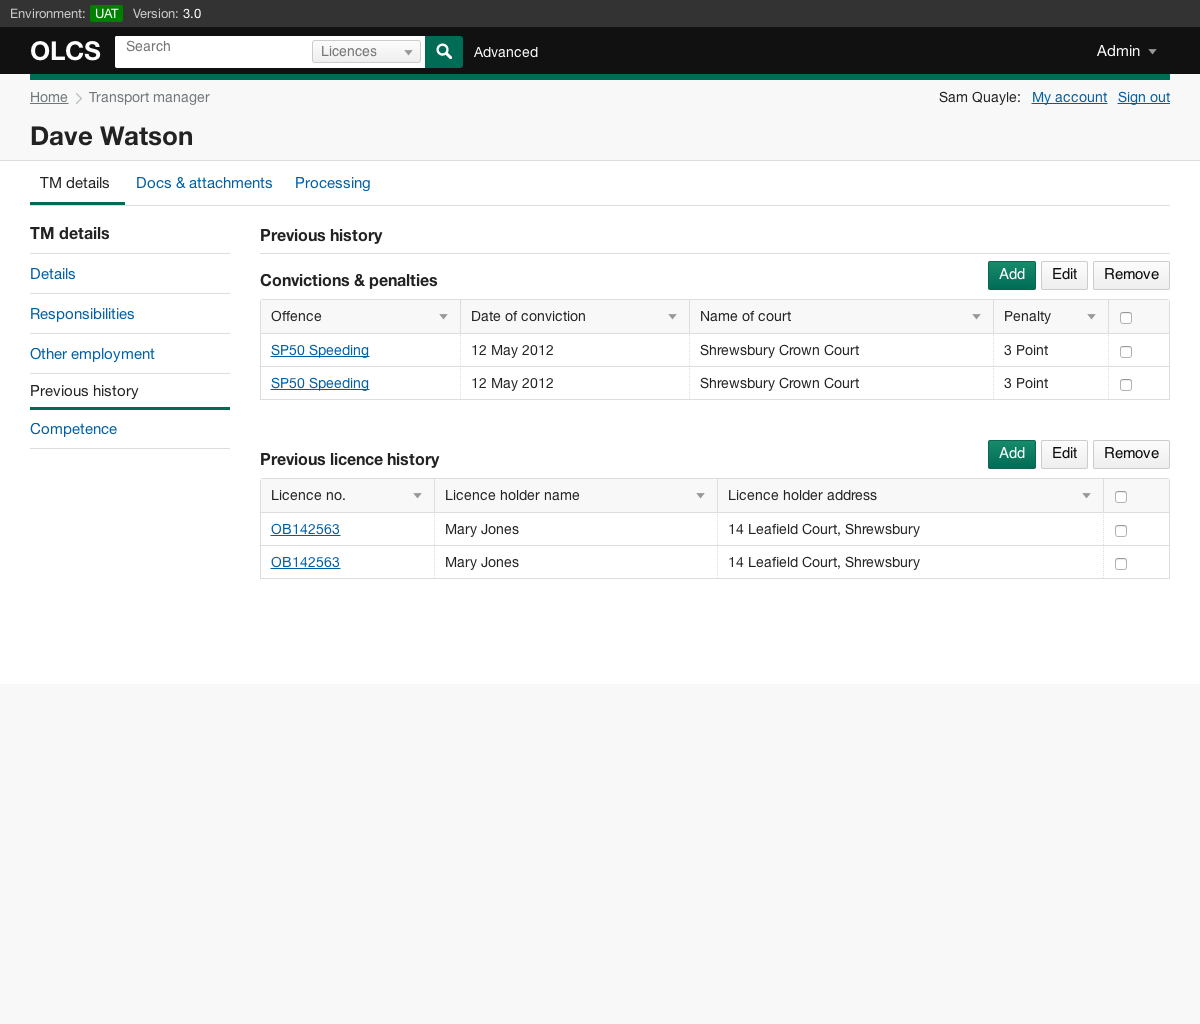 Environment: UAT Version: 3.0
OLCS Search Licences Advanced Admin
Home Transport manager Sam Quayle: My account Sign out
Dave Watson
TM details Docs & attachments Processing
TM details
Details
Responsibilities
Other employment
Previous history
Competence
Previous history
Convictions & penalties Add Edit Remove
Offence Date of conviction Name of court Penalty
SP50 Speeding 12 May 2012 Shrewsbury Crown Court 3 Point
SP50 Speeding 12 May 2012 Shrewsbury Crown Court 3 Point
Previous licence history Add Edit Remove
Licence no. Licence holder name Licence holder address
OB142563 Mary Jones 14 Leafield Court, Shrewsbury
OB142563 Mary Jones 14 Leafield Court, Shrewsbury